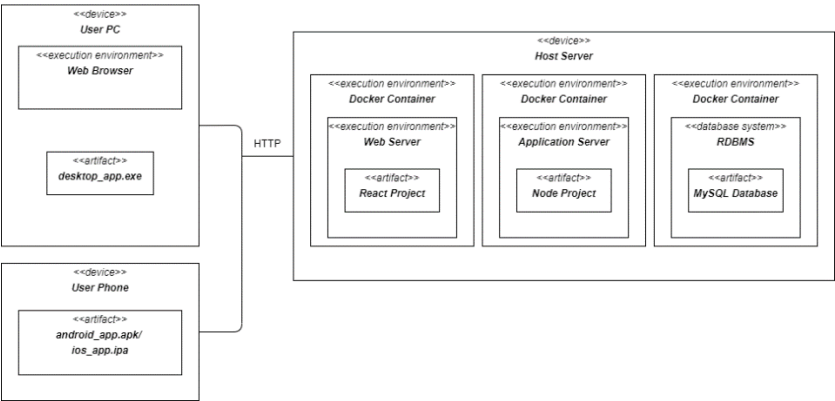 <<device>>
User PC
<<execution environment>>
Web Browser
<<artifact>>
desktop_app.exe
<<device>>
User Phone
<<artifact>>
android_app.apk/
ios_app.ipa
HTTP
<<device>>
Host Server
<<execution environment>>
Docker Container
<<execution environment>>
Web Server
<<artifact>>
React Project
<<execution environment>>
Docker Container
<<execution environment>>
Application Server
<<artifact>>
Node Project
<<execution environment>>
Docker Container
<<database system>>
RDBMS
<<artifact>>
MySQL Database